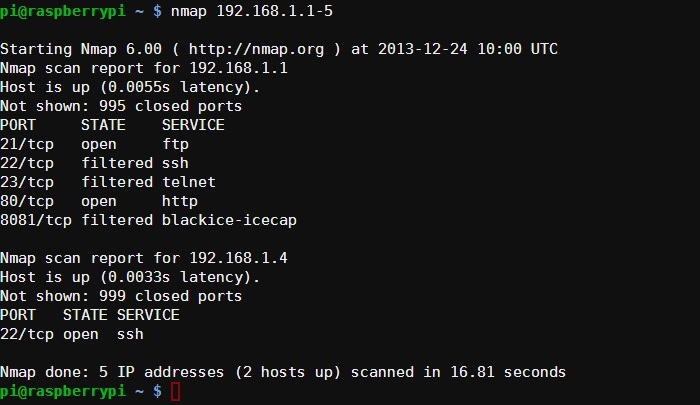 pi@raspberrypi ~ $ nmap 192.168.1.1-5
Starting Nmap 6.00 ( http://nmap.org ) at 2013-12-24 10:00 UTC
Nmap scan report for 192.168.1.1
Host is up (0.0055s latency).
Not shown: 995 closed ports
PORT     STATE    SERVICE
21/tcp   open     ftp
22/tcp   filtered ssh
23/tcp   filtered telnet
80/tcp   open     http
8081/tcp filtered blackice-icecap
Nmap scan report for 192.168.1.4
Host is up (0.0033s latency).
Not shown: 999 closed ports
PORT   STATE SERVICE
22/tcp open  ssh
Nmap done: 5 IP addresses (2 hosts up) scanned in 16.81 seconds
pi@raspberrypi ~ $